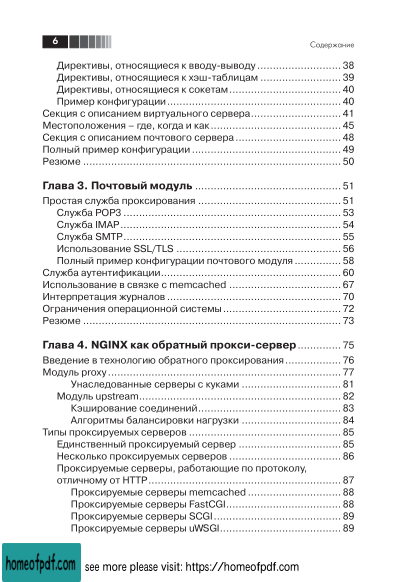 6
Содержание
Директивы, относящиеся к вводу-выводу ........................... 38
Директивы, относящиеся к хэш-таблицам ......................... 39
Директивы, относящиеся к сокетам................................... 40
Пример конфигурации ...................................................... 40
Секция с описанием виртуального сервера............................. 41
Местоположения – где, когда и как.......................................... 45
Секция с описанием почтового сервера.................................. 48
Полный пример конфигурации ................................................ 49
Резюме ................................................................................... 50
Глава 3. Почтовый модуль ................................................ 51
Простая служба проксирования .............................................. 51
Служба POP3 .................................................................... 53
Служба IMAP..................................................................... 54
Служба SMTP.................................................................... 55
Использование SSL/TLS ................................................... 56
Полный пример конфигурации почтового модуля ............... 58
Служба аутентификации.......................................................... 60
Использование в связке с memcached .................................... 67
Интерпретация журналов ....................................................... 70
Ограничения операционной системы ...................................... 72
Резюме ................................................................................... 73
Глава 4. NGINX как обратный прокси-сервер .............. 75
Введение в технологию обратного проксирования.................. 76
Модуль proxy........................................................................... 77
Унаследованные серверы с куками ................................. 81
Модуль upstream............................................................... 82
Кэширование соединений............................................... 83
Алгоритмы балансировки нагрузки ................................. 84
Типы проксируемых серверов ................................................. 85
Единственный проксируемый сервер ................................ 85
Несколько проксируемых серверов ................................... 86
Проксируемые серверы, работающие по протоколу,
отличному от HTTP............................................................. 87
Проксируемые серверы memcached ............................... 88
Проксируемые серверы FastCGI...................................... 88
Проксируемые серверы SCGI .......................................... 89
Проксируемые серверы uWSGI........................................ 89
homeofpdf.com
see more please visit: https://homeofpdf.com